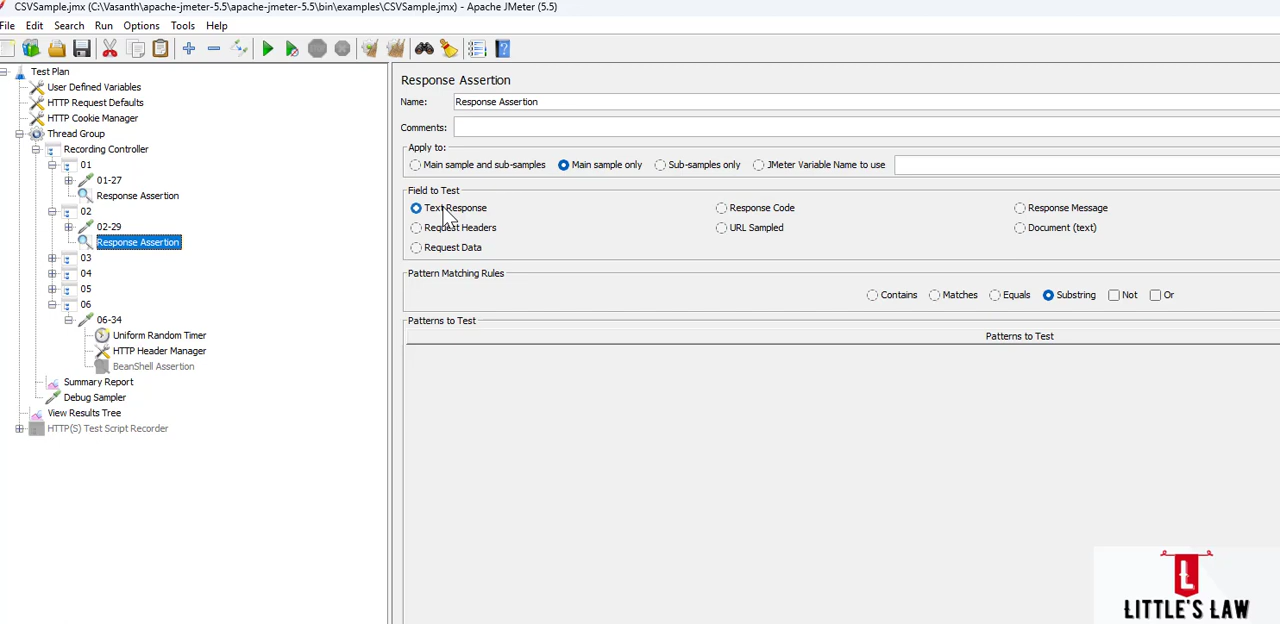 CSVSample.jmx (C:\Vasanth\apache-jmeter-5.5\apache-jmeter-5.5\bin\examples\CSVSample.jmx) - Apache JMeter (5.5)
File Edit Search Run Options Tools Help
Test Plan
User Defined Variables
HTTP Request Defaults
HTTP Cookie Manager
Thread Group
Recording Controller
01
01-27
Response Assertion
02
02-29
Response Assertion
03
04
05
06
06-34
Uniform Random Timer
HTTP Header Manager
BeanShell Assertion
Summary Report
Debug Sampler
View Results Tree
HTTP(S) Test Script Recorder
Response Assertion
Name: Response Assertion
Comments:
Apply to:
Main sample and sub-samples Main sample only Sub-samples only JMeter Variable Name to use
Field to Test
Text Response Response Code Response Message
Request Headers URL Sampled Document (text)
Request Data
Pattern Matching Rules
Contains Matches Equals Substring Not Or
Patterns to Test
Patterns to Test
L
LITTLE'S LAW